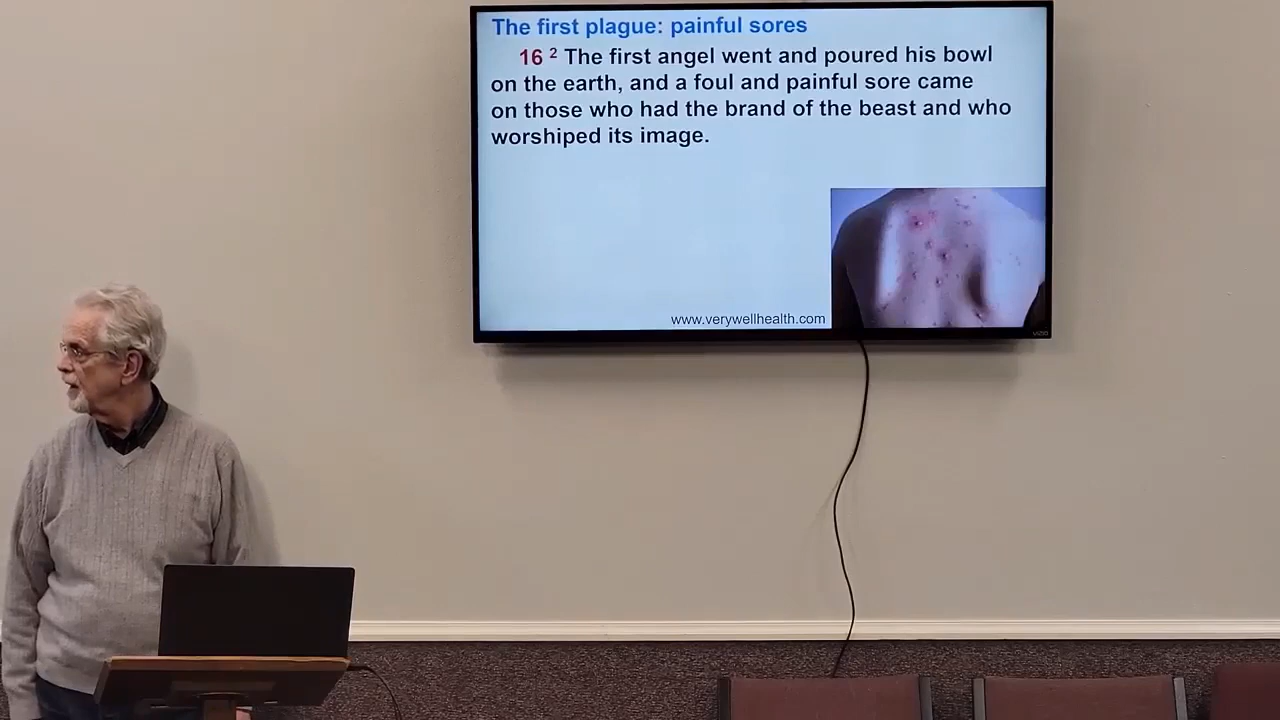 The first plague: painful sores
16 ² The first angel went and poured his bowl
on the earth, and a foul and painful sore came
on those who had the brand of the beast and who
worshiped its image.
www.verywellhealth.com
VIZIO